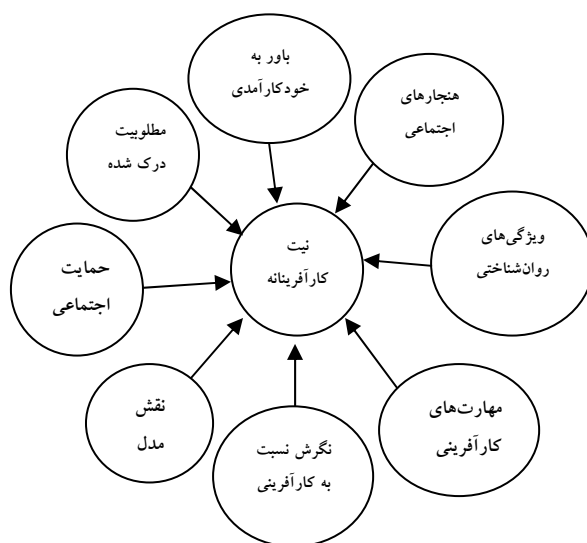 باور به
خودکارآمدی
هنجارهای
اجتماعی
مطلوبیت
درک شده
ویژگی‌های
روان‌شناختی
نیت
کارآفرینانه
حمایت
اجتماعی
مهارت‌های
کارآفرینی
نقش
مدل
نگرش نسبت
به کارآفرینی